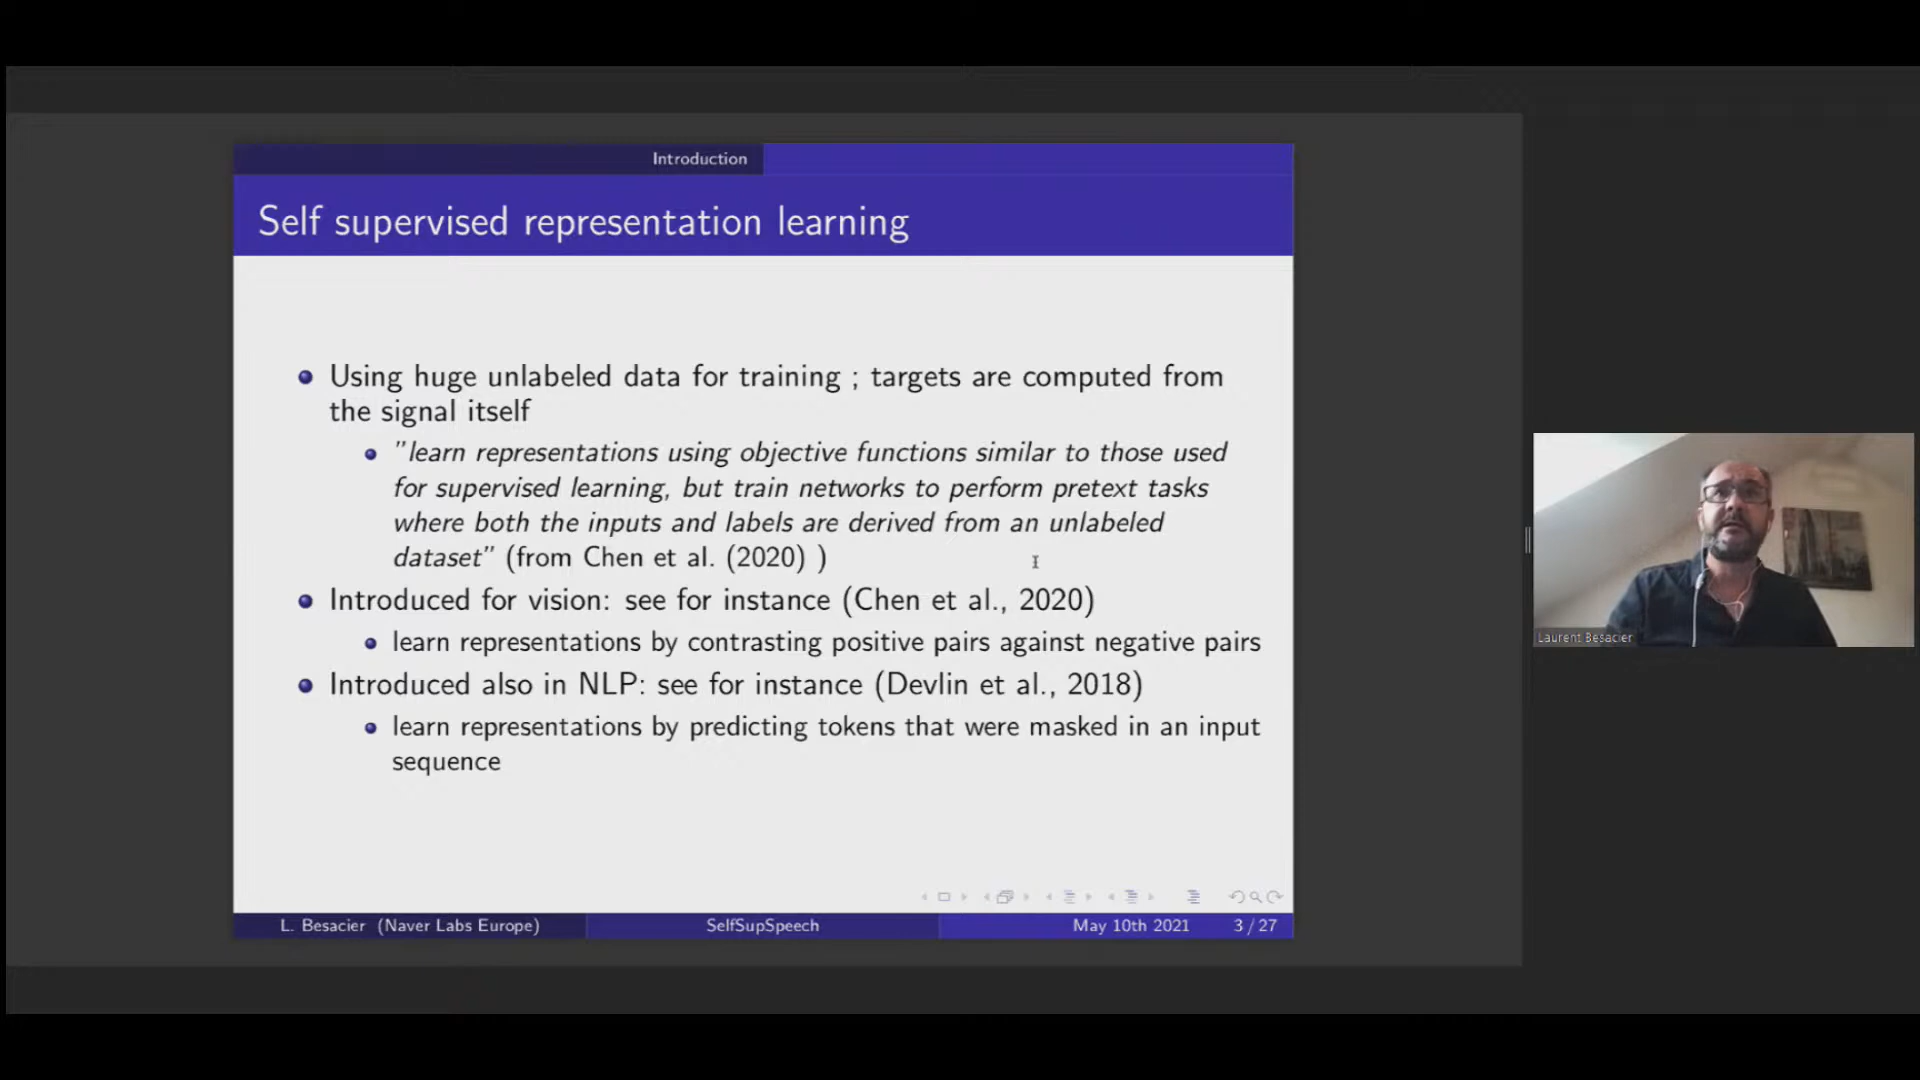 Introduction
Self supervised representation learning
Using huge unlabeled data for training ; targets are computed from
the signal itself
"learn representations using objective functions similar to those used
for supervised learning, but train networks to perform pretext tasks
where both the inputs and labels are derived from an unlabeled
dataset" (from Chen et al. (2020) )
Introduced for vision: see for instance (Chen et al., 2020)
learn representations by contrasting positive pairs against negative pairs
Introduced also in NLP: see for instance (Devlin et al., 2018)
learn representations by predicting tokens that were masked in an input
sequence
L. Besacier (Naver Labs Europe)
SelfSupSpeech
May 10th 2021 3 / 27
Laurent Besacier